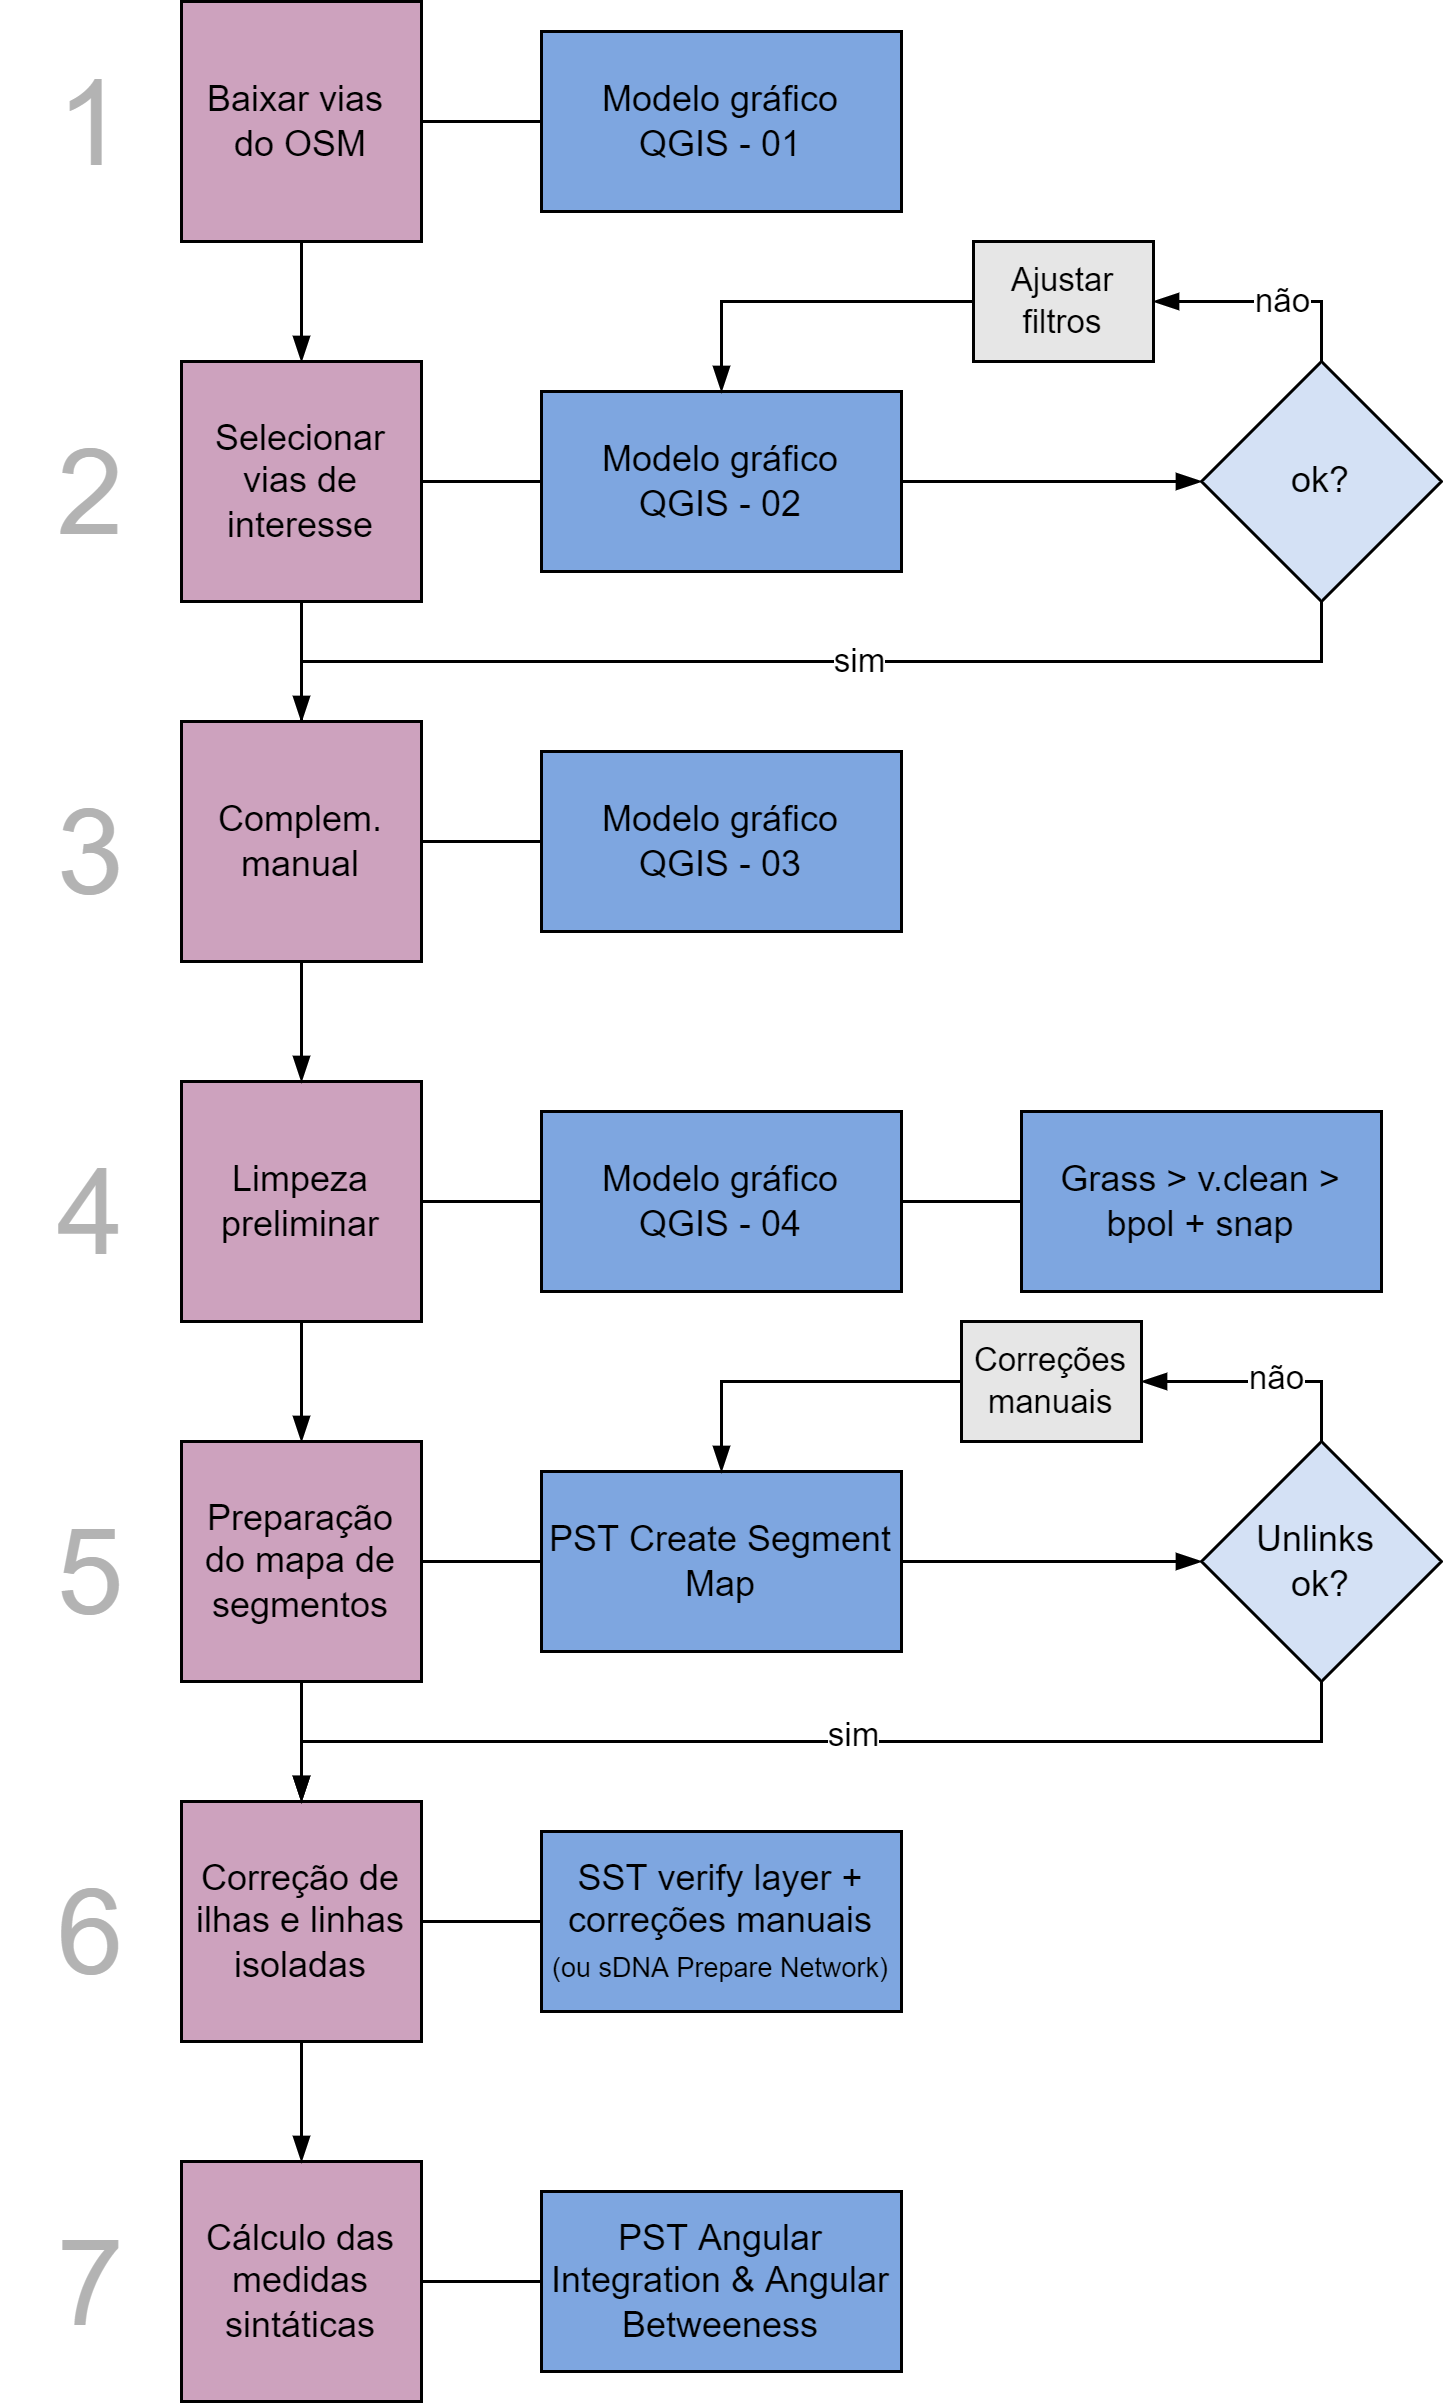 1
Baixar vias
do OSM
Modelo gráfico
QGIS - 01
Ajustar
filtros
não
2
Selecionar
vias de
interesse
Modelo gráfico
QGIS - 02
ok?
sim
3
Complem.
manual
Modelo gráfico
QGIS - 03
4
Limpeza
preliminar
Modelo gráfico
QGIS - 04
Grass > v.clean >
bpol + snap
Correções
manuais
não
5
Preparação
do mapa de
segmentos
PST Create Segment
Map
Unlinks
ok?
sim
6
Correção de
ilhas e linhas
isoladas
SST verify layer +
correções manuais
(ou sDNA Prepare Network)
7
Cálculo das
medidas
sintáticas
PST Angular
Integration & Angular
Betweeness